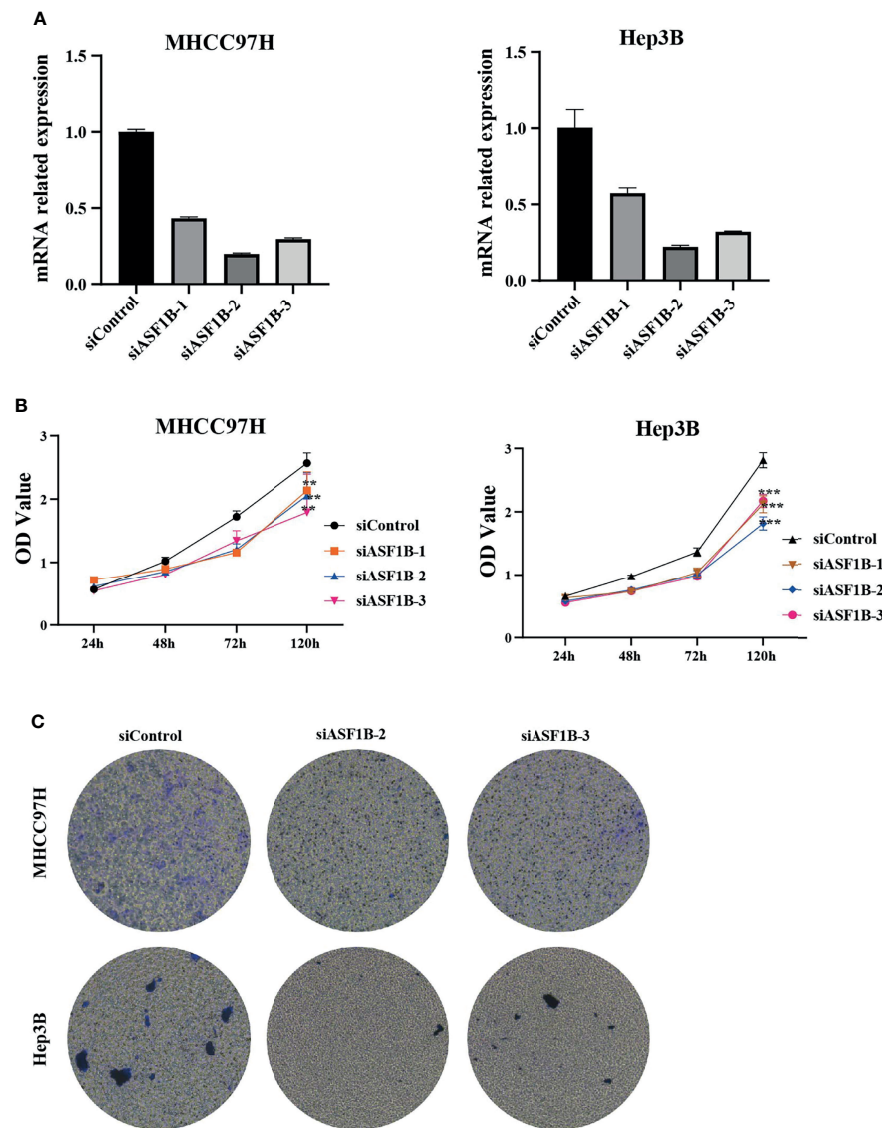 A
MHCC97H
mRNA related expression
1.5
1.0
0.5
0.0
siControl
siASF1B-1
siASF1B-2
siASF1B-3
Hep3B
mRNA related expression
1.5
1.0
0.5
0.0
siControl
siASF1B-1
siASF1B-2
siASF1B-3
B
MHCC97H
OD Value
3
2
1
0
24h 48h 72h 120h
**
**
**
siControl
siASF1B-1
siASF1B-2
siASF1B-3
Hep3B
OD Value
3
2
1
0
24h 48h 72h 120h
***
***
***
siControl
siASF1B-1
siASF1B-2
siASF1B-3
C
siControl siASF1B-2 siASF1B-3
MHCC97H
Hep3B